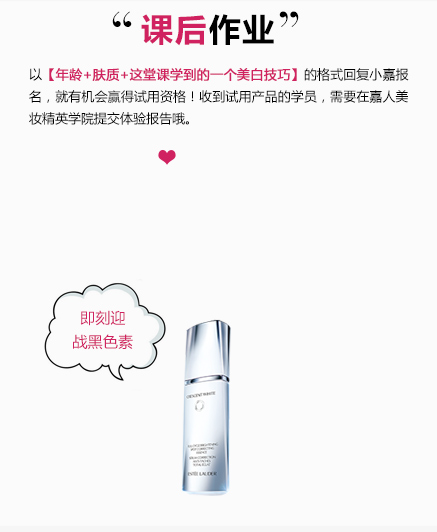 “课后作业”
以【年龄+肤质+这堂课学到的一个美白技巧】的格式回复小嘉报
名，就有机会赢得试用资格！收到试用产品的学员，需要在嘉人美
妆精英学院提交体验报告哦。
即刻迎
战黑色素
CRESCENT WHITE
ESTĒE LAUDER